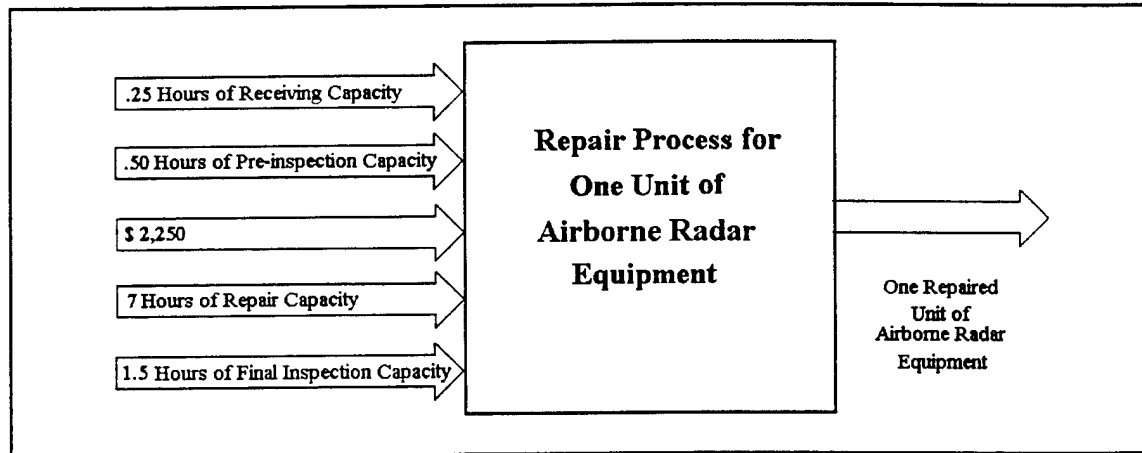 .25 Hours of Receiving Capacity
.50 Hours of Pre-inspection Capacity
$ 2,250
7 Hours of Repair Capacity
1.5 Hours of Final Inspection Capacity
Repair Process for
One Unit of
Airborne Radar
Equipment
One Repaired
Unit of
Airborne Radar
Equipment